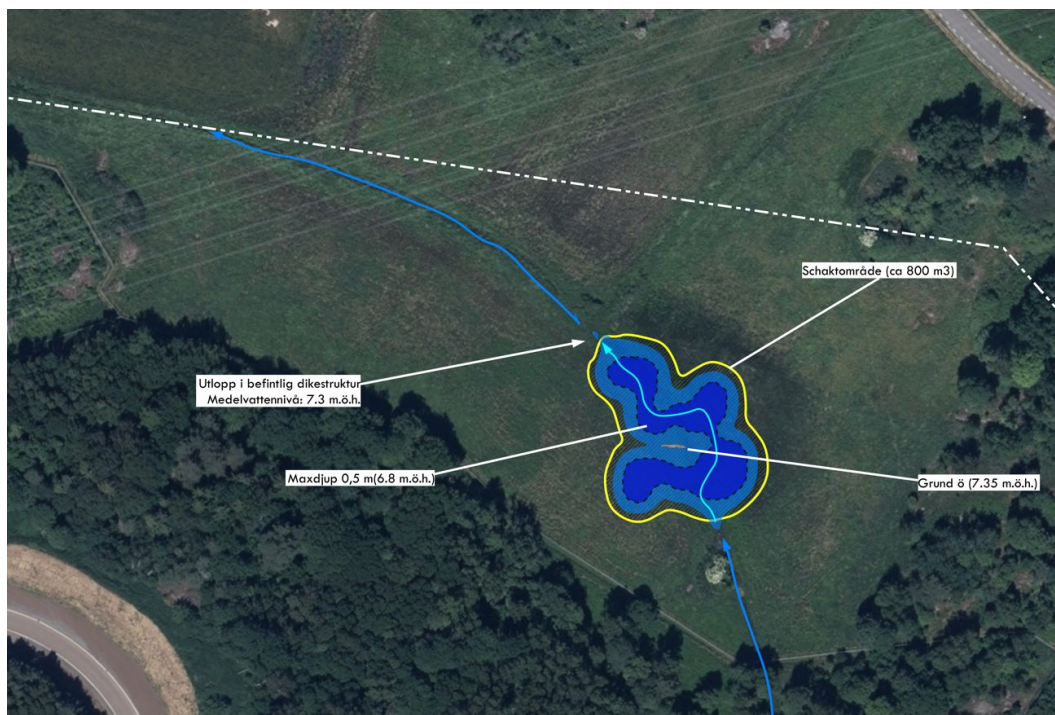 Schaktområde (ca 800 m3)
Utlopp i befintlig dikestruktur
Medelvattennivå: 7.3 m.ö.h.
Maxdjup 0,5 m(6.8 m.ö.h.)
Grund ö (7.35 m.ö.h.)